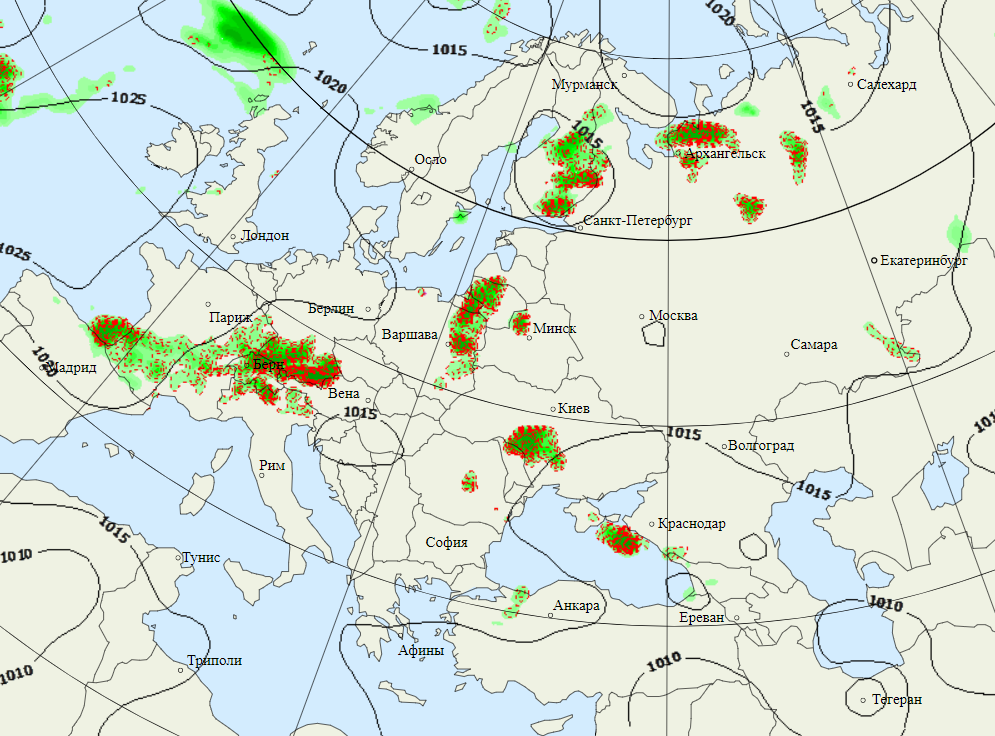 1020
1015
Мурманск
1020
Салехард
1025
1015
1015
Архангельск
Осло
Санкт-Петербург
Лондон
1025
Екатеринбург
Берлин
Париж
Москва
Минск
Варшава
Самара
1020
Мадрид
Берн
Вена
Киев
1015
101
1015
Волгоград
Рим
1015
1015
Краснодар
София
1010
Тунис
Анкара
1010
Ереван
Афины
Триполи
1010
1010
Тегеран